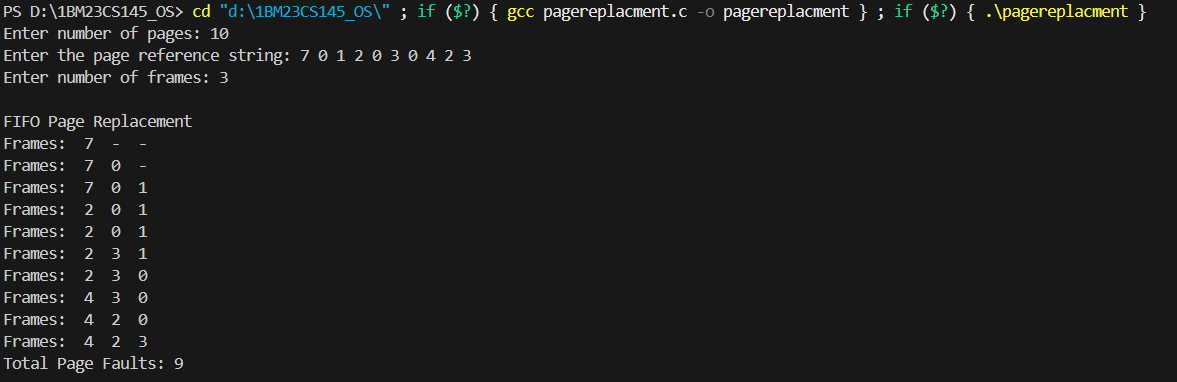 PS D:\1BM23CS145_OS> cd "d:\1BM23CS145_OS\" ; if ($?) { gcc pagereplacment.c -o pagereplacment } ; if ($?) { .\pagereplacment }
Enter number of pages: 10
Enter the page reference string: 7 0 1 2 0 3 0 4 2 3
Enter number of frames: 3

FIFO Page Replacement
Frames:  7  -  -
Frames:  7  0  -
Frames:  7  0  1
Frames:  2  0  1
Frames:  2  0  1
Frames:  2  3  1
Frames:  2  3  0
Frames:  4  3  0
Frames:  4  2  0
Frames:  4  2  3
Total Page Faults: 9